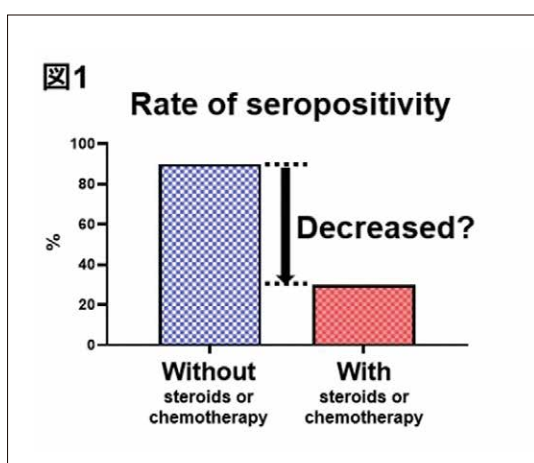 図1
Rate of seropositivity
100
80
60
40
20
0
%
Decreased?
Without
steroids or
chemotherapy
With
steroids or
chemotherapy